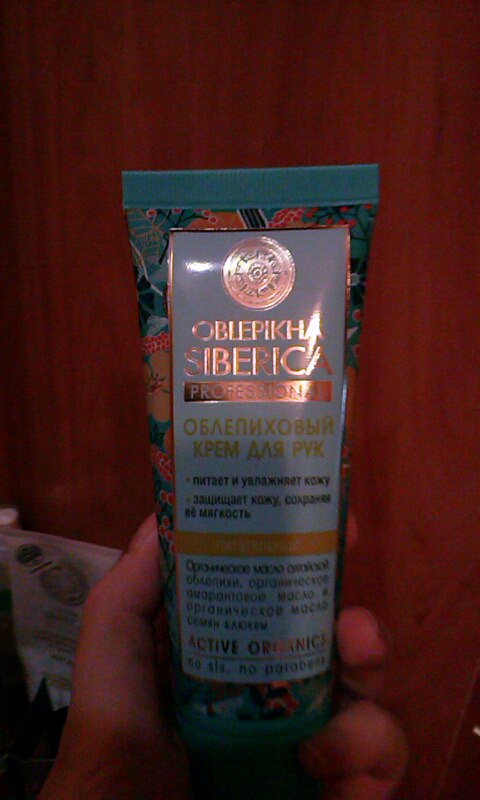 OBLEPIKHA
SIBERICA
PROFESSIONAL
ОБЛЕПИХОВЫЙ
КРЕМ ДЛЯ РУК
питает и увлажняет кожу
защищает кожу, сохраняя
её мягкость
Органическое масло алтайской
облепихи, органическое
амарантовое масло и
органическое масло
семян клюквы
ACTIVE ORGANICS
no sls, no parabens